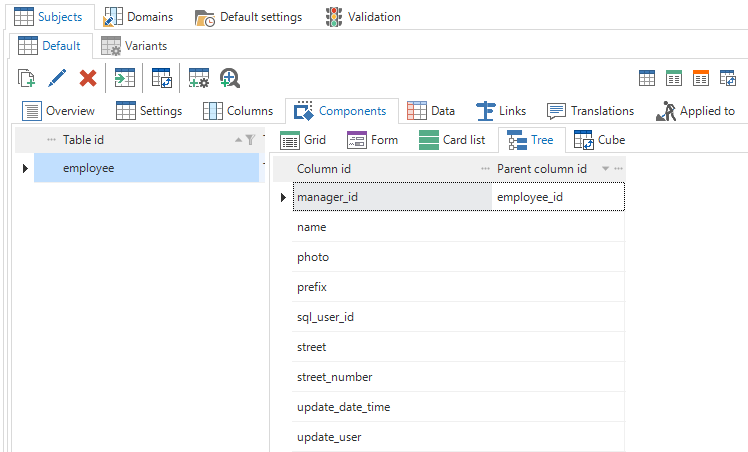 Subjects Domains Default settings Validation
Default Variants
Overview Settings Columns Components Data Links Translations Applied to
Grid Form Card list Tree Cube
Table id
employee
Column id Parent column id
manager_id employee_id
name
photo
prefix
sql_user_id
street
street_number
update_date_time
update_user